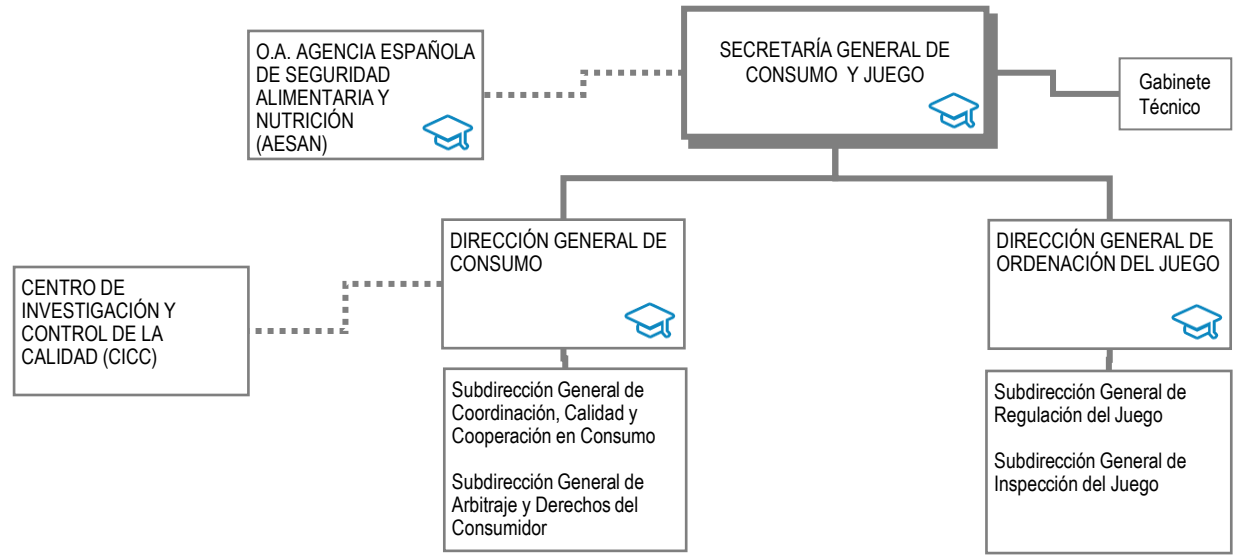 O.A. AGENCIA ESPAÑOLA
DE SEGURIDAD
ALIMENTARIA Y
NUTRICIÓN
(AESAN)
SECRETARÍA GENERAL DE
CONSUMO Y JUEGO
Gabinete
Técnico
CENTRO DE
INVESTIGACIÓN Y
CONTROL DE LA
CALIDAD (CICC)
DIRECCIÓN GENERAL DE
CONSUMO
DIRECCIÓN GENERAL DE
ORDENACIÓN DEL JUEGO
Subdirección General de
Coordinación, Calidad y
Cooperación en Consumo
Subdirección General de
Arbitraje y Derechos del
Consumidor
Subdirección General de
Regulación del Juego
Subdirección General de
Inspección del Juego